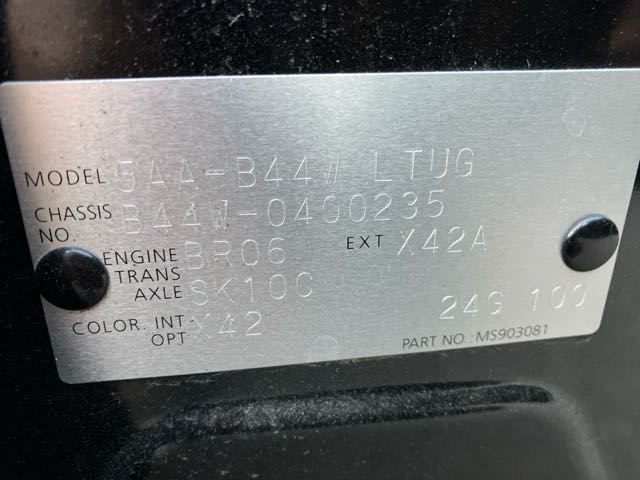 MODEL 5AA-B44W LTUG
CHASSIS NO. B44W-0400235
ENGINE BR06 EXT X42A
TRANS AXLE SK10C
COLOR. INT X42 24G 100
OPT
PART NO.: MS903081